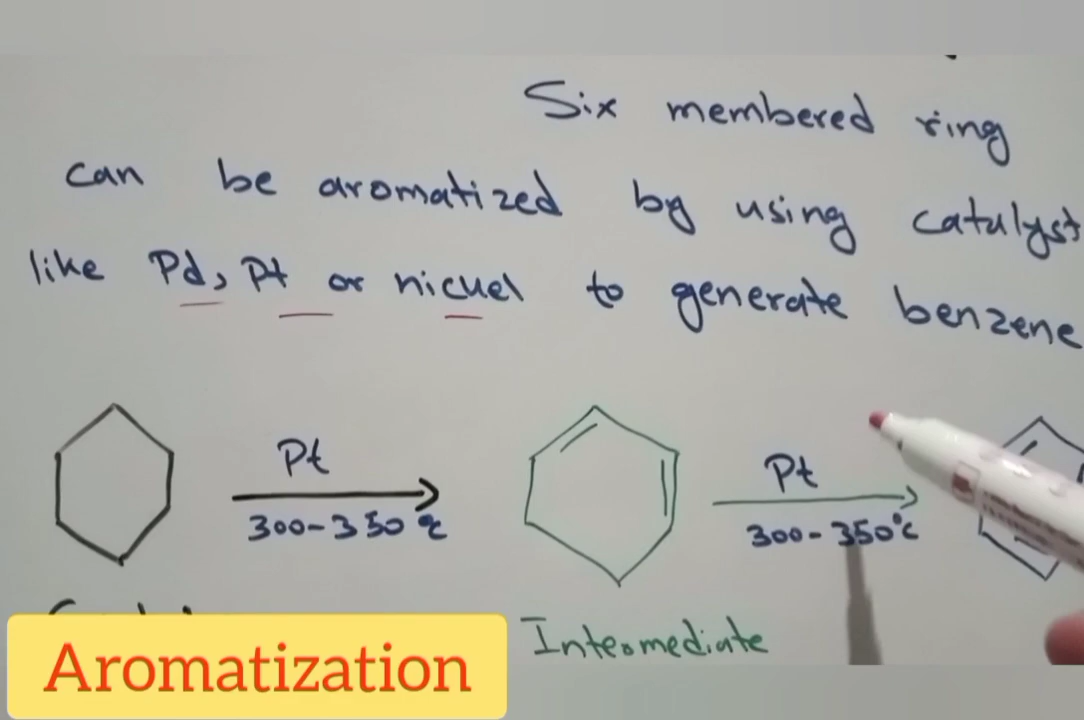 Six membered ring
can be aromatized by using catalyst
like Pd, Pt or nickel to generate benzene
Pt Pt
300-350°C 300-350°C
Intermediate
Aromatization